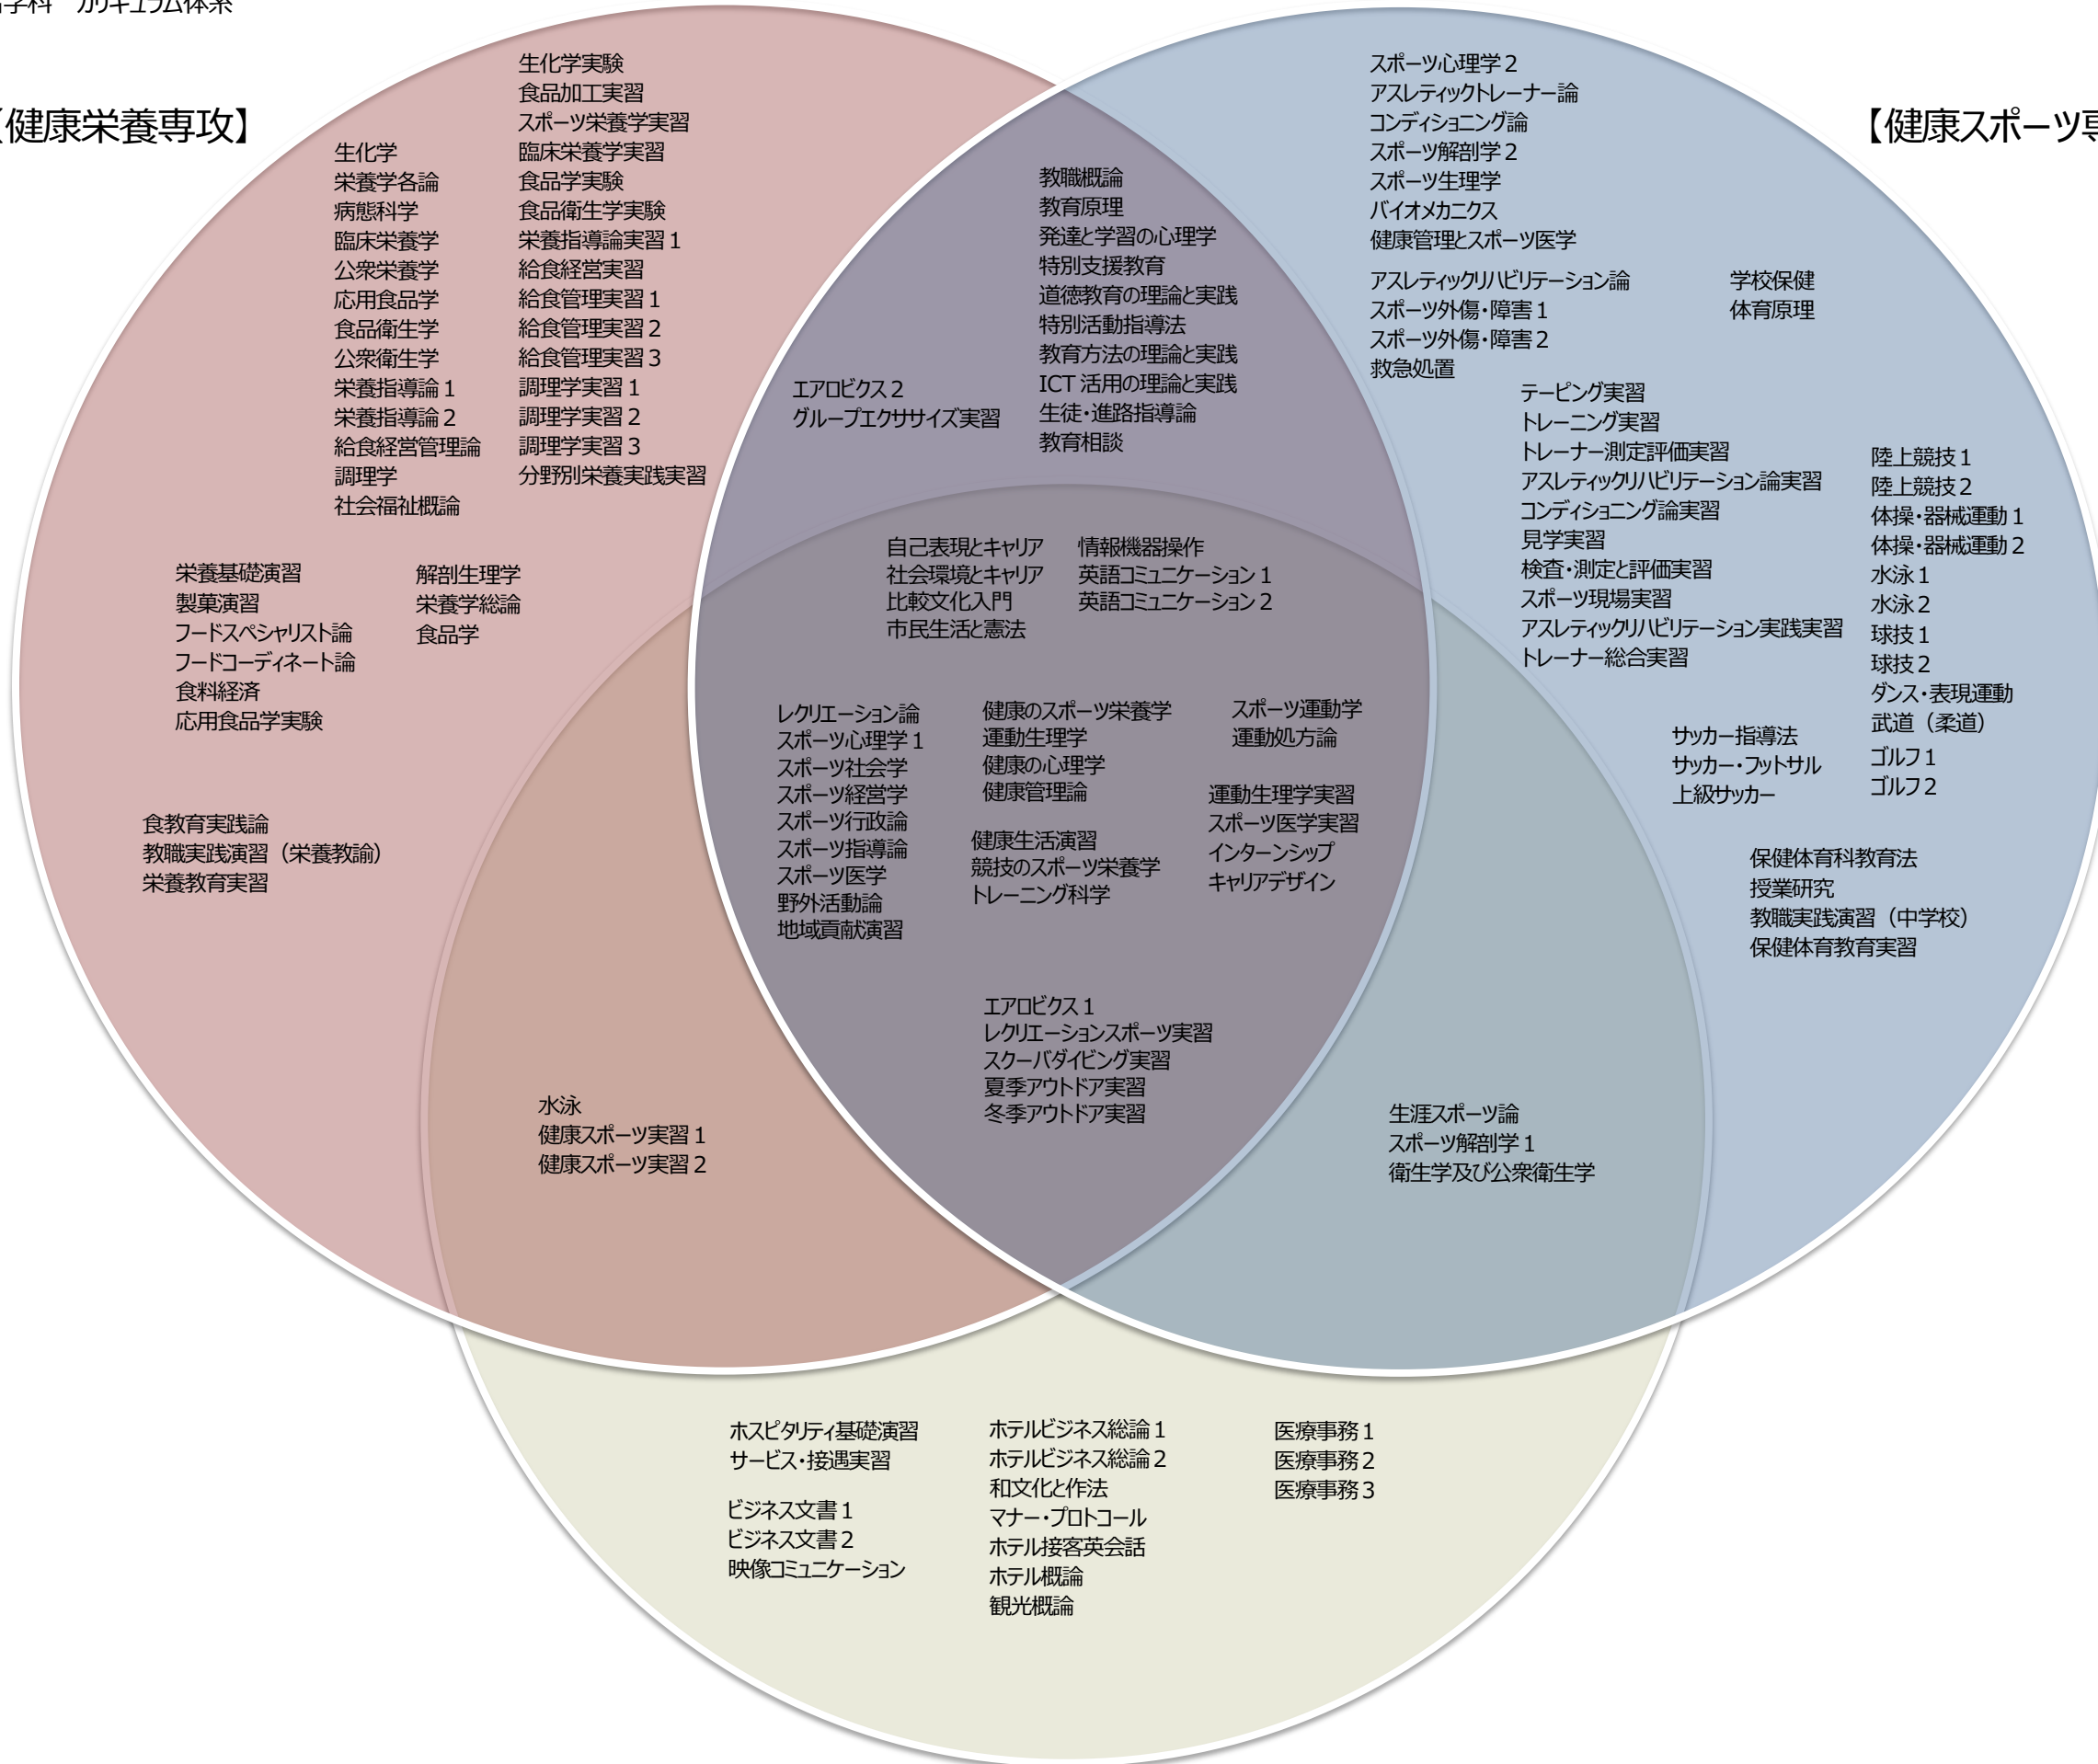 学科 カリキュラム体系
【健康栄養専攻】
【健康スポーツ専
生化学実験
食品加工実習
スポーツ栄養学実習
臨床栄養学実習
食品学実験
食品衛生学実験
栄養指導論実習1
給食経営実習
給食管理実習1
給食管理実習2
給食管理実習3
調理学実習1
調理学実習2
調理学実習3
分野別栄養実践実習
生化学
栄養学各論
病態科学
臨床栄養学
公衆栄養学
応用食品学
食品衛生学
公衆衛生学
栄養指導論1
栄養指導論2
給食経営管理論
調理学
社会福祉概論
栄養基礎演習
製菓演習
フードスペシャリスト論
フードコーディネート論
食料経済
応用食品学実験
解剖生理学
栄養学総論
食品学
食教育実践論
教職実践演習（栄養教諭）
栄養教育実習
エアロビクス2
グループエクササイズ実習
教職概論
教育原理
発達と学習の心理学
特別支援教育
道徳教育の理論と実践
特別活動指導法
教育方法の理論と実践
ICT 活用の理論と実践
生徒・進路指導論
教育相談
スポーツ心理学2
アスレティックトレーナー論
コンディショニング論
スポーツ解剖学2
スポーツ生理学
バイオメカニクス
健康管理とスポーツ医学
アスレティックリハビリテーション論
スポーツ外傷・障害1
スポーツ外傷・障害2
救急処置
学校保健
体育原理
テーピング実習
トレーニング実習
トレーナー測定評価実習
アスレティックリハビリテーション論実習
コンディショニング論実習
見学実習
検査・測定と評価実習
スポーツ現場実習
アスレティックリハビリテーション実践実習
トレーナー総合実習
陸上競技1
陸上競技2
体操・器械運動1
体操・器械運動2
水泳1
水泳2
球技1
球技2
ダンス・表現運動
武道（柔道）
ゴルフ1
ゴルフ2
サッカー指導法
サッカー・フットサル
上級サッカー
保健体育科教育法
授業研究
教職実践演習（中学校）
保健体育教育実習
自己表現とキャリア
社会環境とキャリア
比較文化入門
市民生活と憲法
情報機器操作
英語コミュニケーション1
英語コミュニケーション2
レクリエーション論
スポーツ心理学1
スポーツ社会学
スポーツ経営学
スポーツ行政論
スポーツ指導論
スポーツ医学
野外活動論
地域貢献演習
健康のスポーツ栄養学
運動生理学
健康の心理学
健康管理論
健康生活演習
競技のスポーツ栄養学
トレーニング科学
スポーツ運動学
運動処方論
運動生理学実習
スポーツ医学実習
インターンシップ
キャリアデザイン
エアロビクス1
レクリエーションスポーツ実習
スクーバダイビング実習
夏季アウトドア実習
冬季アウトドア実習
水泳
健康スポーツ実習1
健康スポーツ実習2
生涯スポーツ論
スポーツ解剖学1
衛生学及び公衆衛生学
ホスピタリティ基礎演習
サービス・接遇実習
ビジネス文書1
ビジネス文書2
映像コミュニケーション
ホテルビジネス総論1
ホテルビジネス総論2
和文化と作法
マナー・プロトコール
ホテル接客英会話
ホテル概論
観光概論
医療事務1
医療事務2
医療事務3